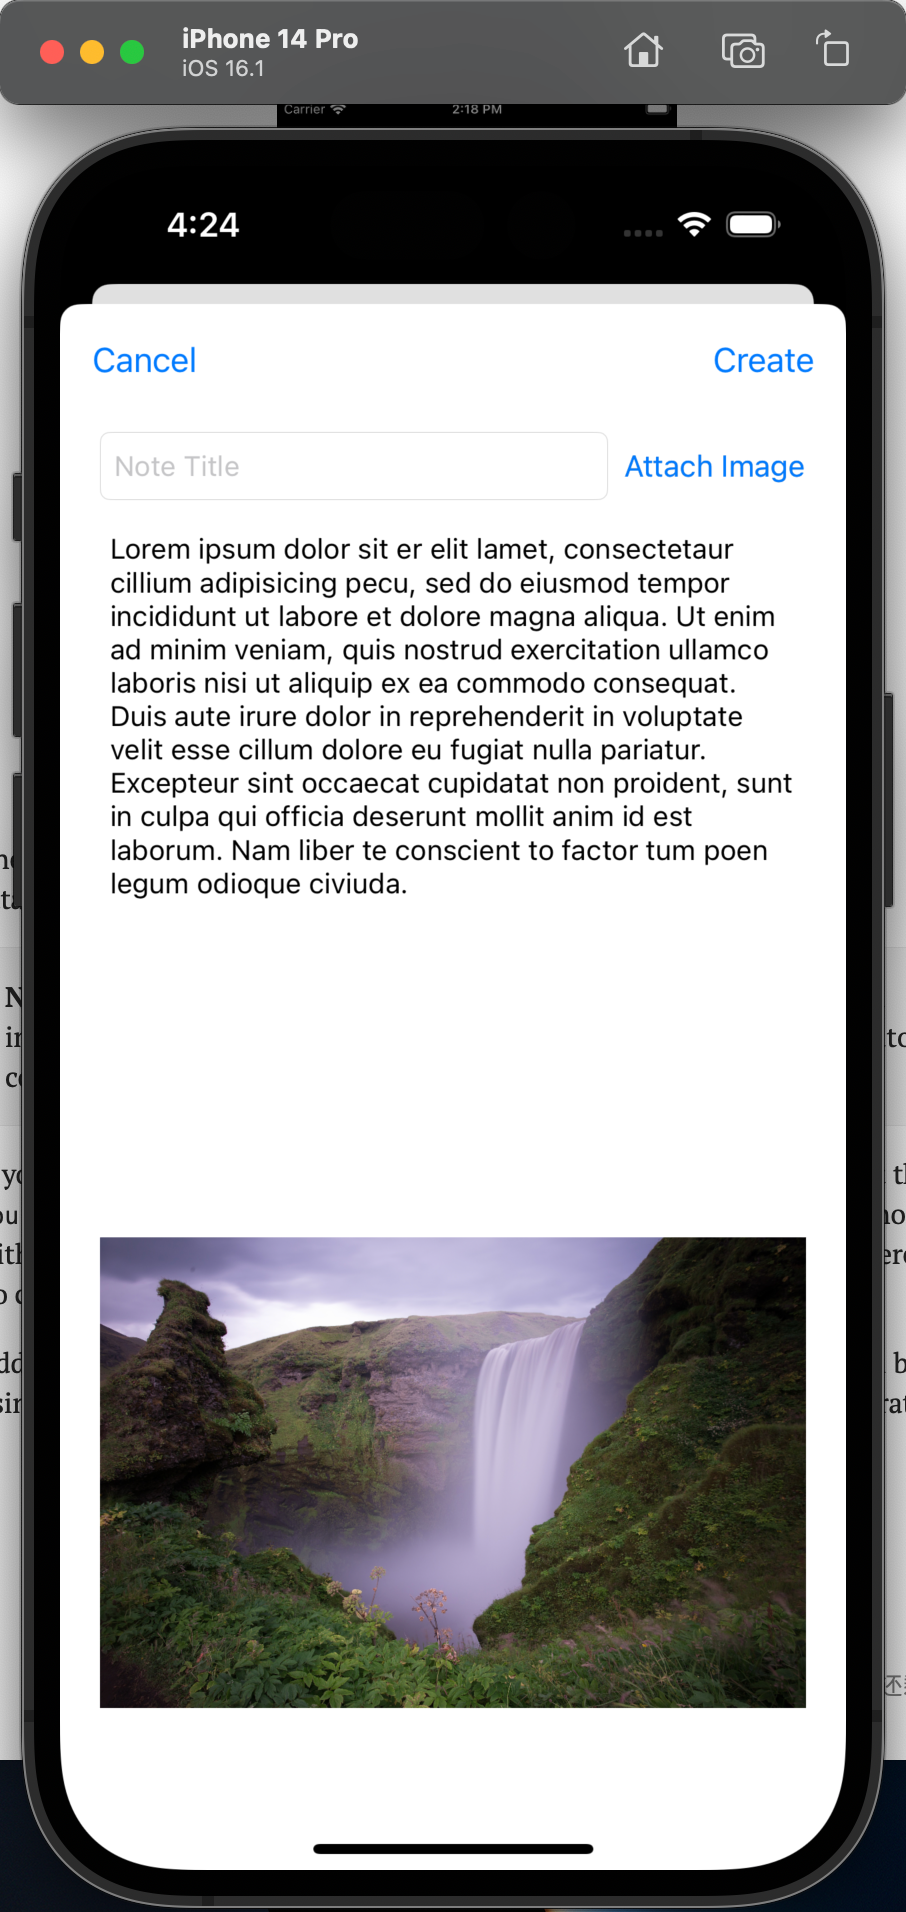 iPhone 14 Pro
iOS 16.1
Carrier 2:18 PM
4:24
Cancel Create
Note Title Attach Image
Lorem ipsum dolor sit er elit lamet, consectetaur
cillium adipisicing pecu, sed do eiusmod tempor
incididunt ut labore et dolore magna aliqua. Ut enim
ad minim veniam, quis nostrud exercitation ullamco
laboris nisi ut aliquip ex ea commodo consequat.
Duis aute irure dolor in reprehenderit in voluptate
velit esse cillum dolore eu fugiat nulla pariatur.
Excepteur sint occaecat cupidatat non proident, sunt
in culpa qui officia deserunt mollit anim id est
laborum. Nam liber te conscient to factor tum poen
legum odioque civiuda.